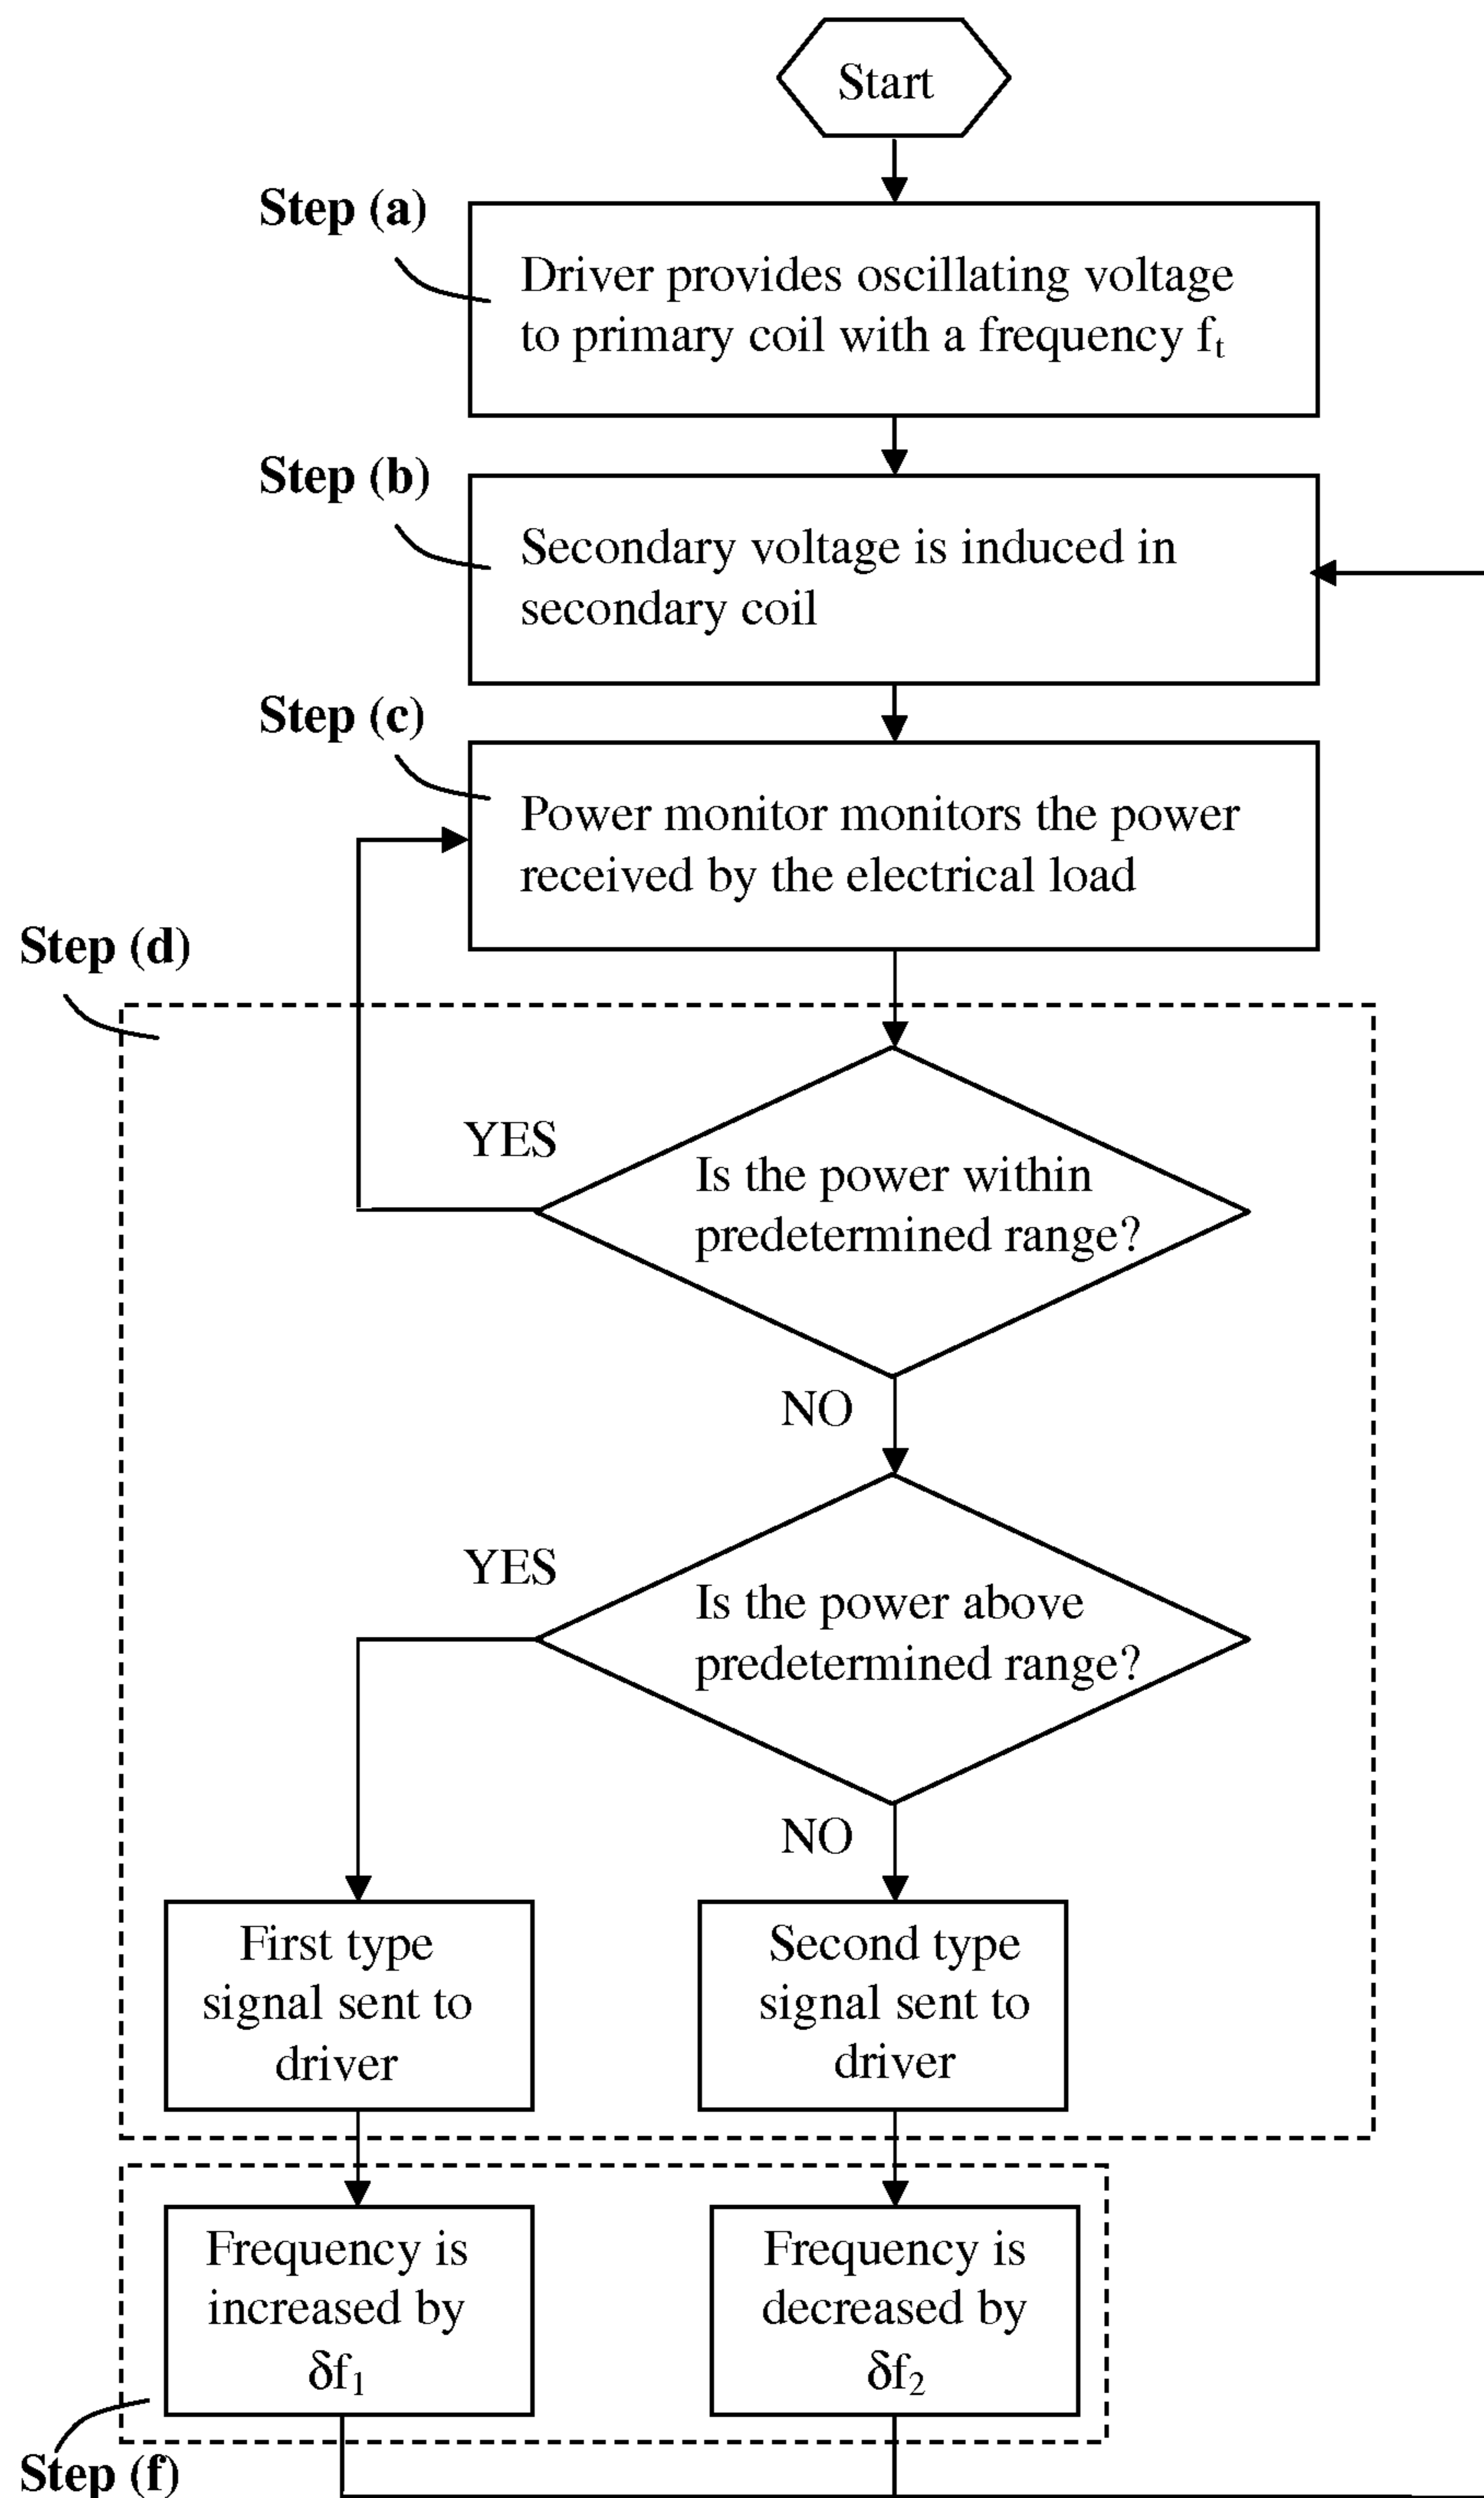 Start
Step (a)
Driver provides oscillating voltage
to primary coil with a frequency fₜ
Step (b)
Secondary voltage is induced in
secondary coil
Step (c)
Power monitor monitors the power
received by the electrical load
Step (d)
YES
Is the power within
predetermined range?
NO
YES
Is the power above
predetermined range?
NO
First type
signal sent to
driver
Second type
signal sent to
driver
Frequency is
increased by
δf₁
Frequency is
decreased by
δf₂
Step (f)